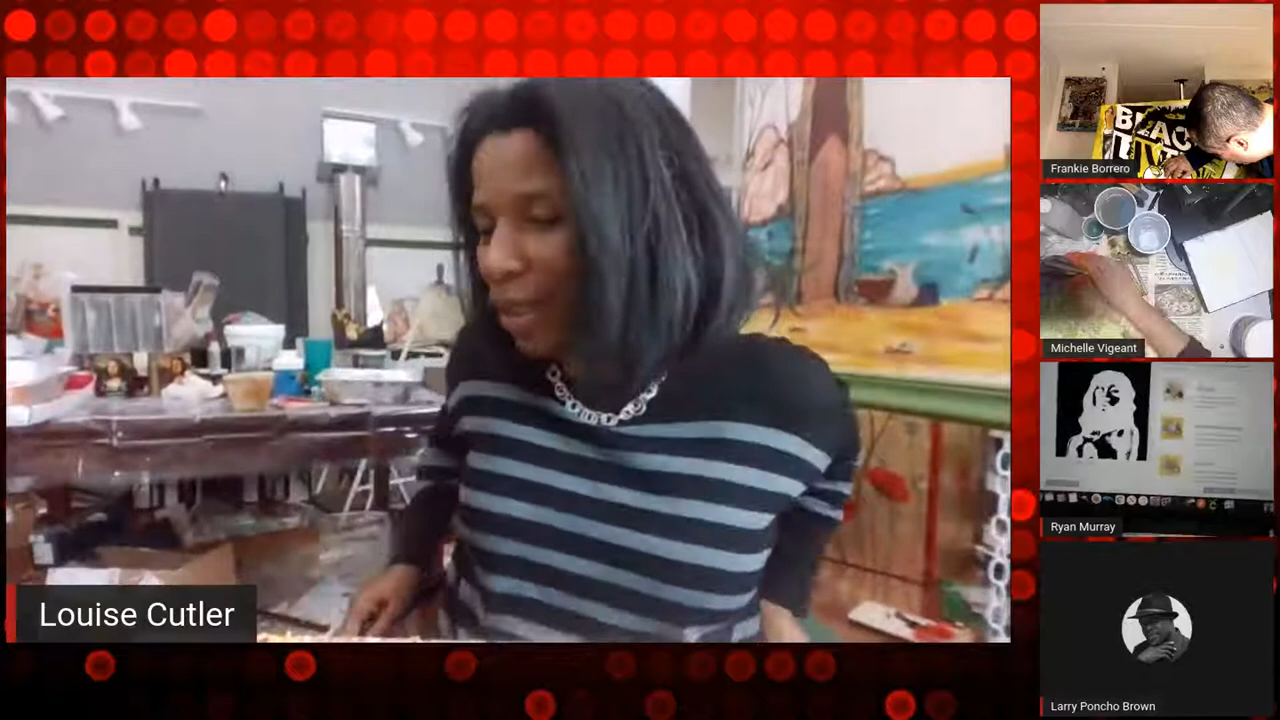 Louise Cutler
Frankie Borrero
Michelle Vigeant
Ryan Murray
Larry Poncho Brown